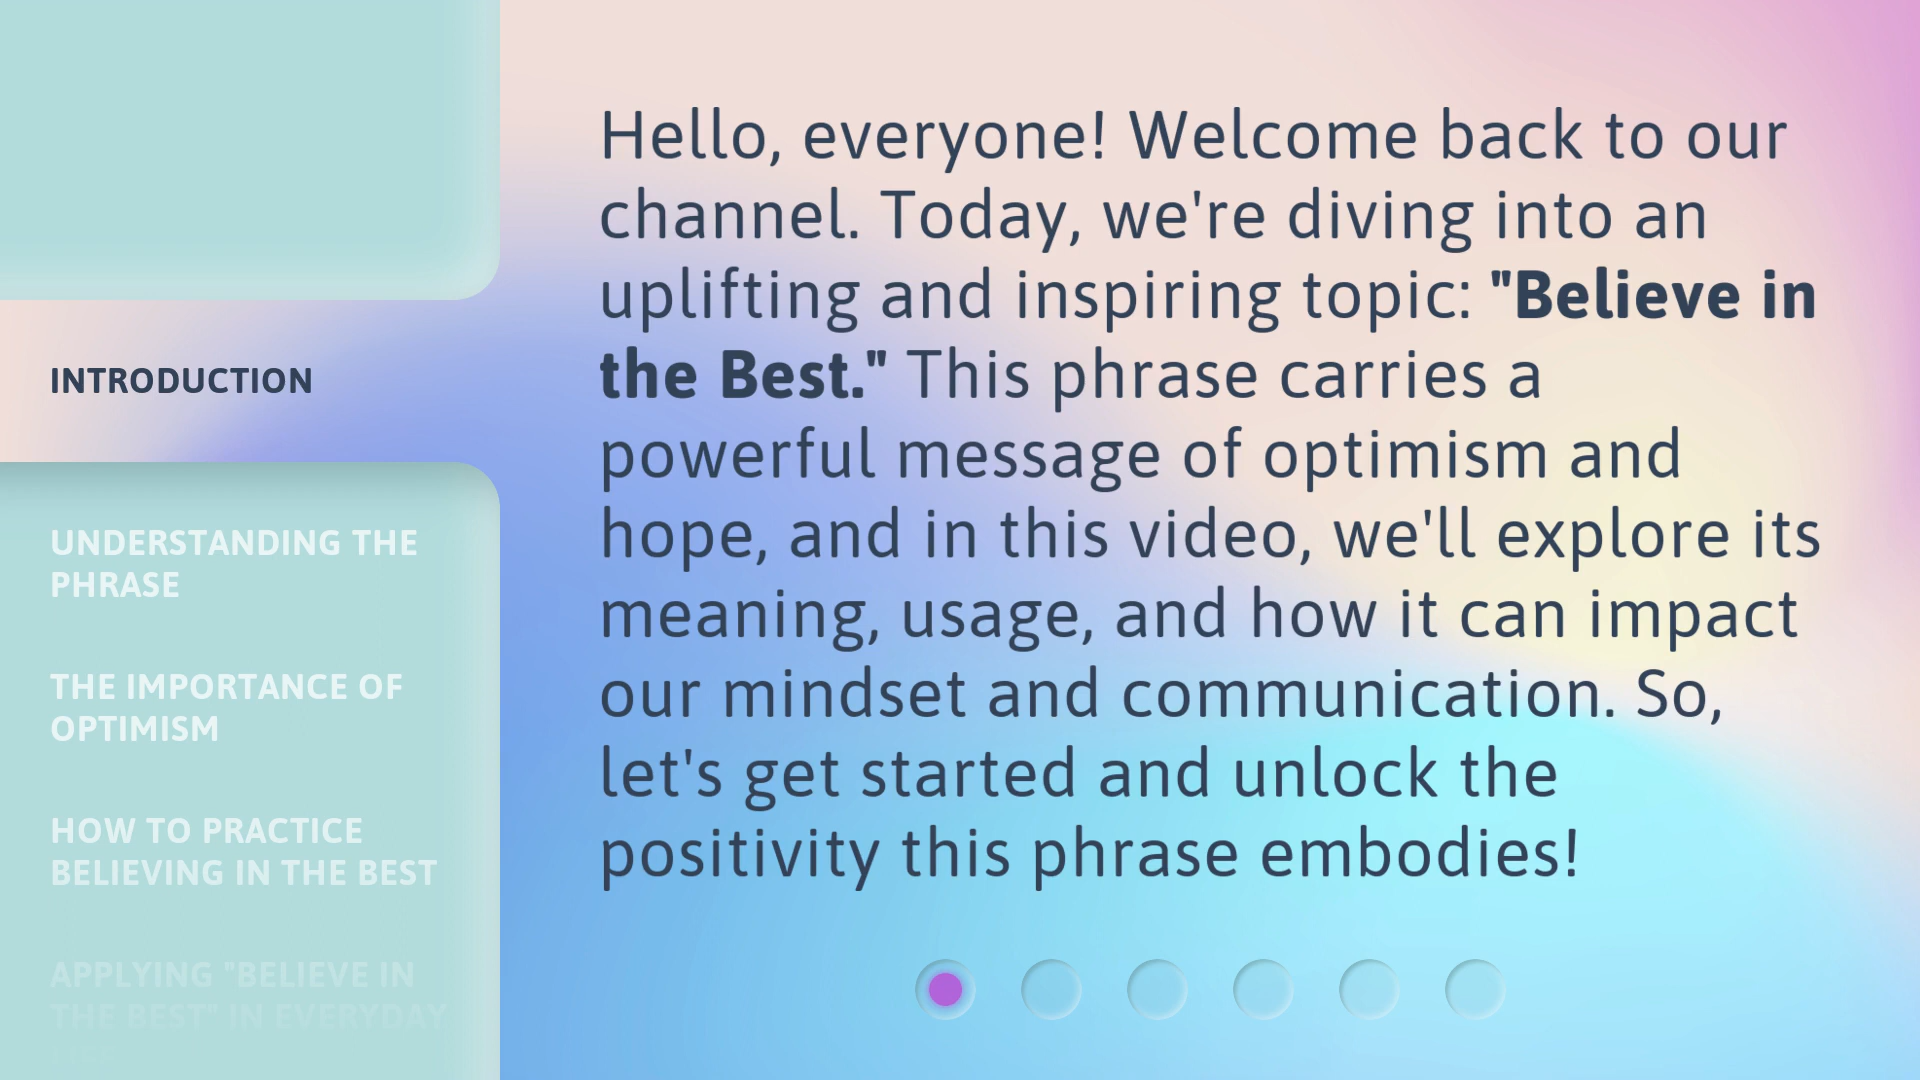 INTRODUCTION
UNDERSTANDING THE
PHRASE
THE IMPORTANCE OF
OPTIMISM
HOW TO PRACTICE
BELIEVING IN THE BEST
APPLYING "BELIEVE IN
THE BEST" IN EVERYDAY
LIFE
Hello, everyone! Welcome back to our
channel. Today, we're diving into an
uplifting and inspiring topic: "Believe in
the Best." This phrase carries a
powerful message of optimism and
hope, and in this video, we'll explore its
meaning, usage, and how it can impact
our mindset and communication. So,
let's get started and unlock the
positivity this phrase embodies!